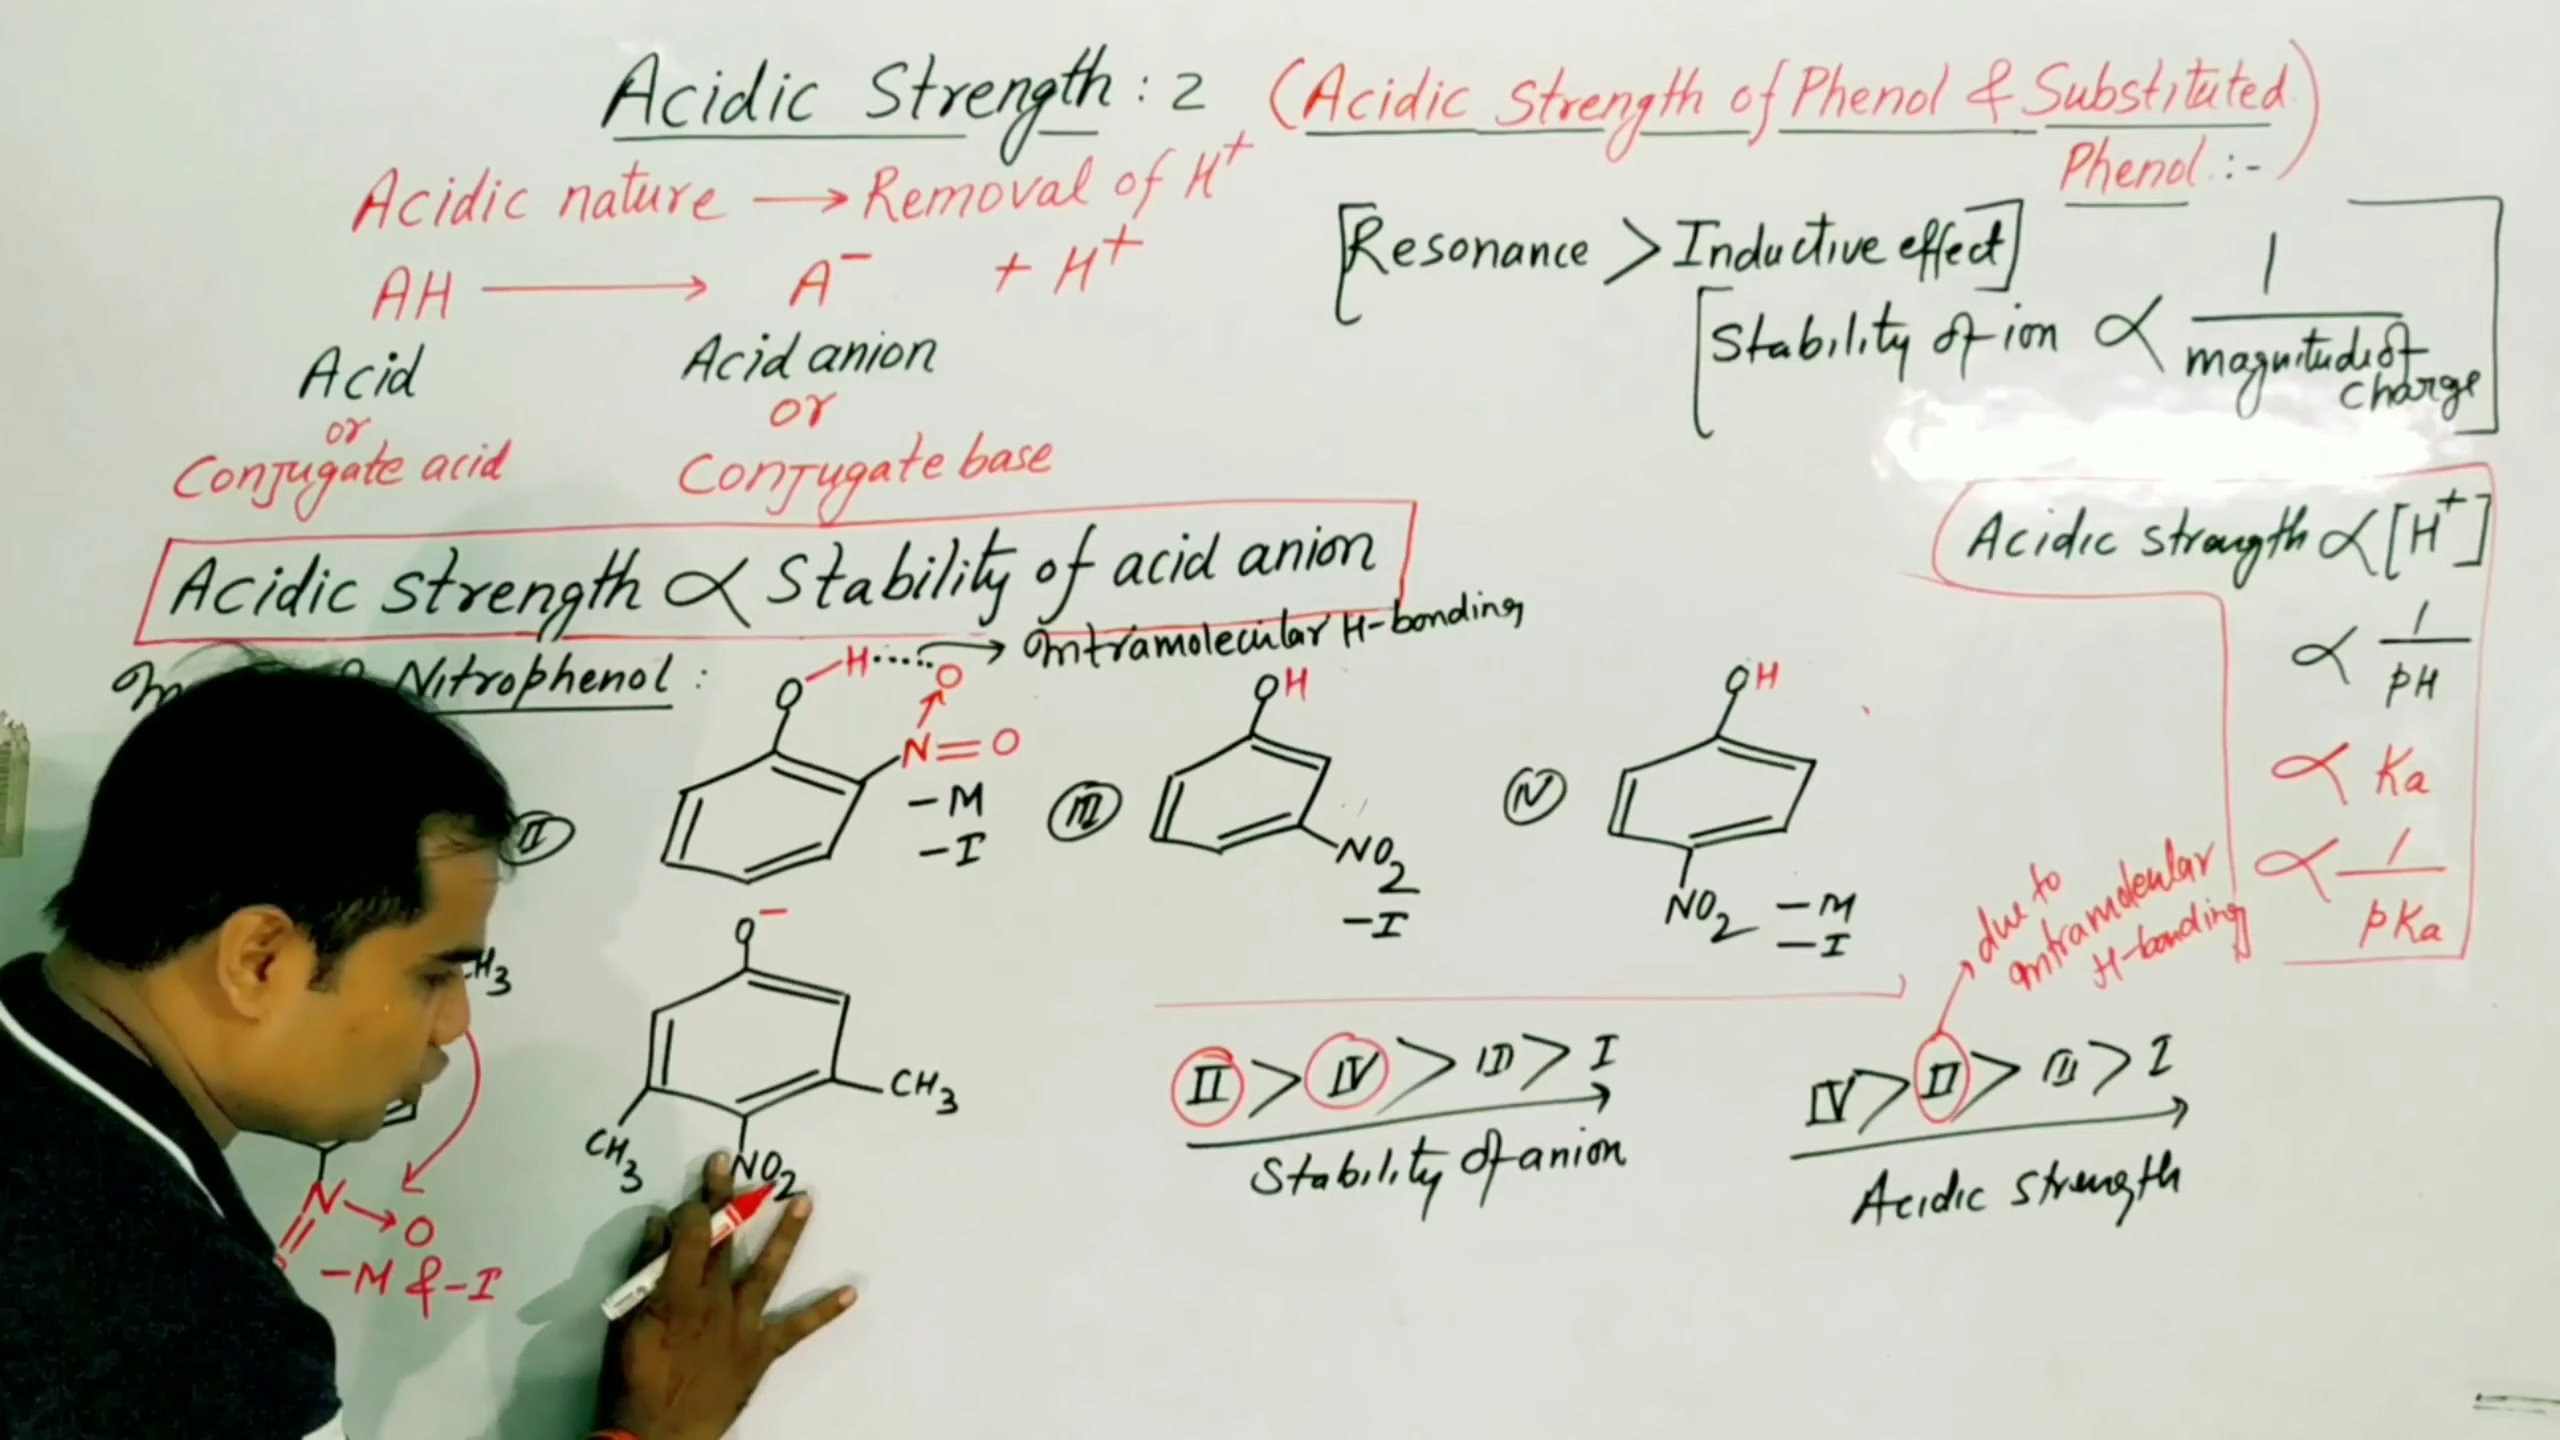 Acidic Strength : 2 (Acidic Strength of Phenol & Substituted
Phenol :-)
Acidic nature → Removal of H⁺
AH → A⁻ + H⁺
Acid
or
Conjugate acid
Acid anion
or
Conjugate base
[Resonance > Inductive effect]
[Stability of ion ∝ 1/magnitude of charge]
Acidic strength ∝ Stability of acid anion
Acidic strength ∝ [H⁺]
∝ 1/pH
∝ Ka
∝ 1/pKa
Nitrophenol :
O-H.....O → Intramolecular H-bonding
N=O
-M
-I
II
III
OH
NO2
-I
IV
OH
NO2 -M
-I
H3
N→O
-M & -I
O⁻
CH3
CH3
NO2
II > IV > III > I
Stability of anion
due to
intramolecular
H-bonding
IV > II > III > I
Acidic strength